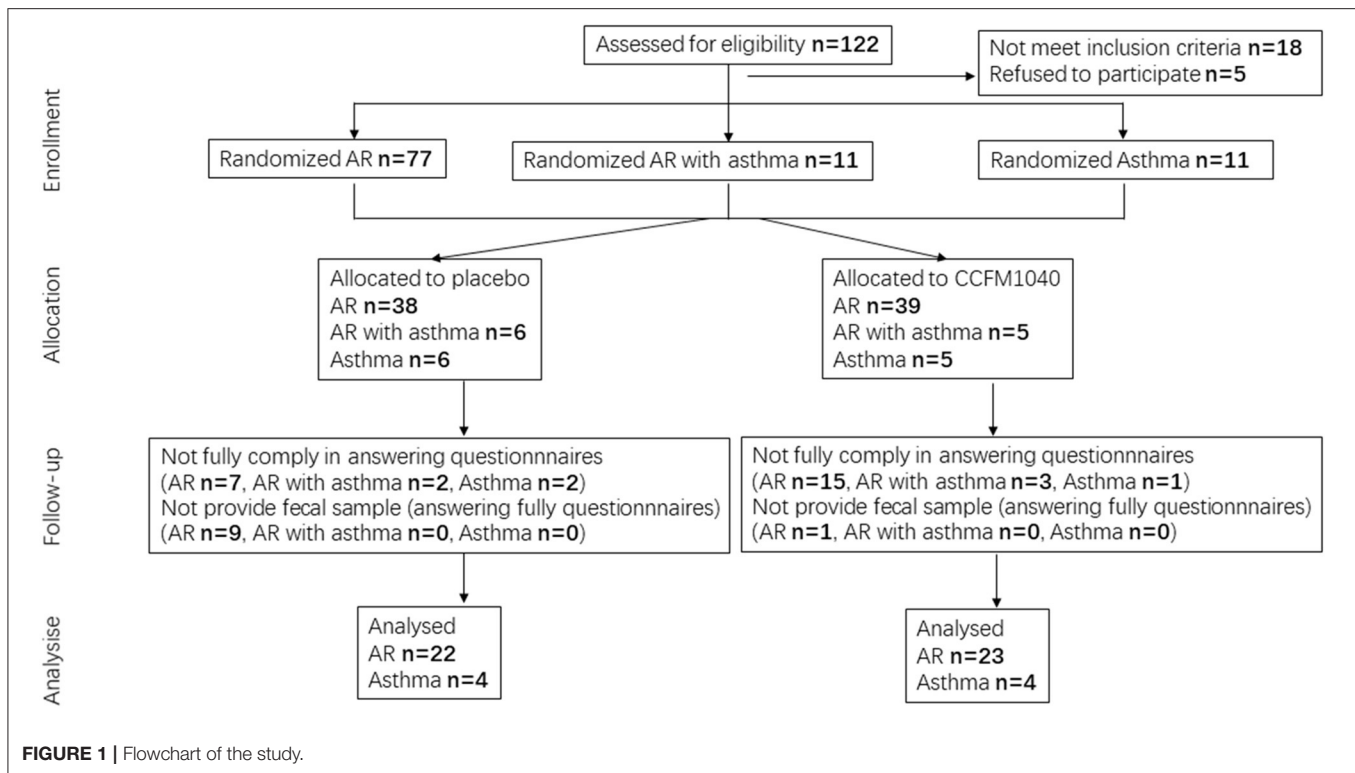 Assessed for eligibility n=122
Not meet inclusion criteria n=18
Refused to participate n=5
Enrollment
Randomized AR n=77
Randomized AR with asthma n=11
Randomized Asthma n=11
Allocation
Allocated to placebo
AR n=38
AR with asthma n=6
Asthma n=6
Allocated to CCFM1040
AR n=39
AR with asthma n=5
Asthma n=5
Follow-up
Not fully comply in answering questionnnaires
(AR n=7, AR with asthma n=2, Asthma n=2)
Not provide fecal sample (answering fully questionnnaires)
(AR n=9, AR with asthma n=0, Asthma n=0)
Not fully comply in answering questionnnaires
(AR n=15, AR with asthma n=3, Asthma n=1)
Not provide fecal sample (answering fully questionnnaires)
(AR n=1, AR with asthma n=0, Asthma n=0)
Analysise
Analysed
AR n=22
Asthma n=4
Analysed
AR n=23
Asthma n=4
FIGURE 1 | Flowchart of the study.